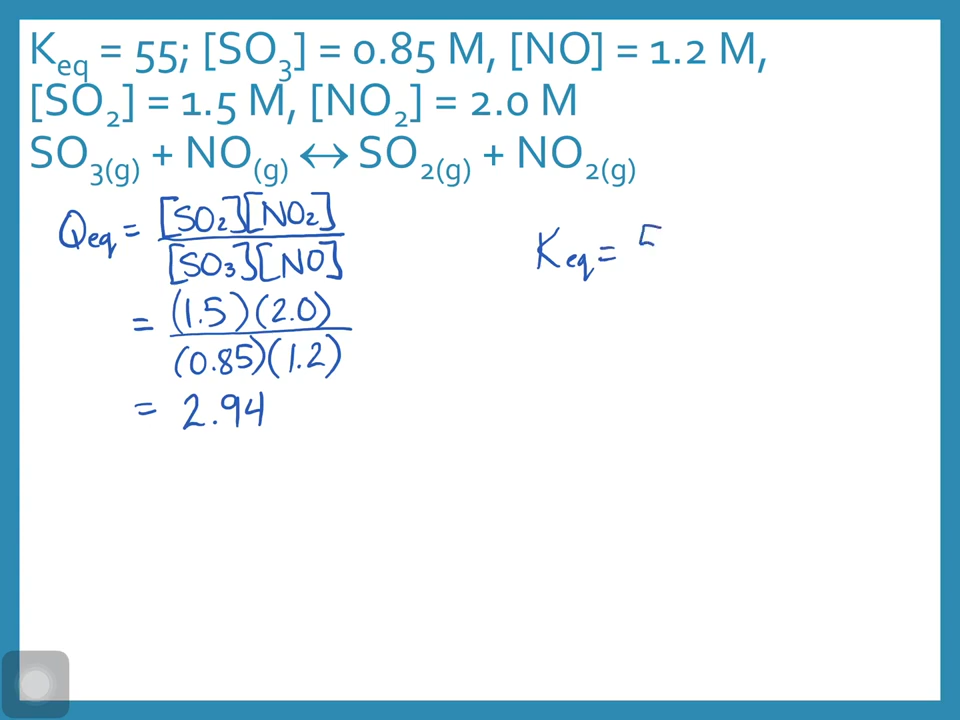 Keq = 55; [SO3] = 0.85 M, [NO] = 1.2 M,
[SO2] = 1.5 M, [NO2] = 2.0 M
SO3(g) + NO(g) ↔ SO2(g) + NO2(g)
Qeq = [SO2][NO2] / [SO3][NO]
= (1.5)(2.0) / (0.85)(1.2)
= 2.94
Keq = 5